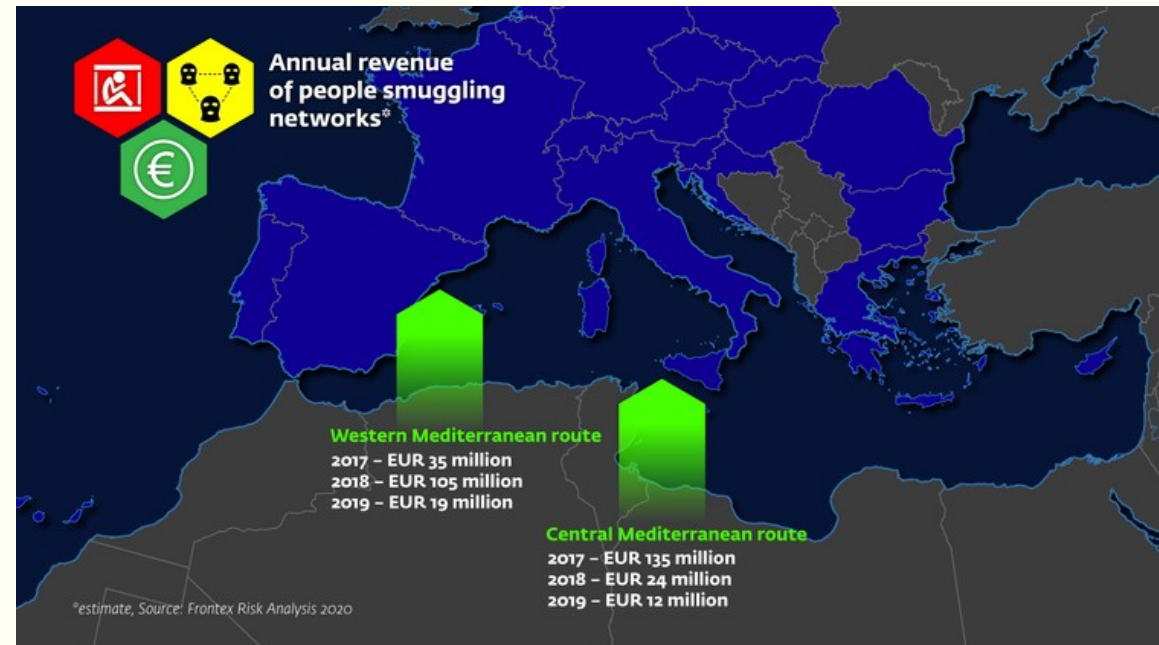 Annual revenue
of people smuggling
networks*
€
Western Mediterranean route
2017 – EUR 35 million
2018 – EUR 105 million
2019 – EUR 19 million
Central Mediterranean route
2017 – EUR 135 million
2018 – EUR 24 million
2019 – EUR 12 million
*estimate, Source: Frontex Risk Analysis 2020